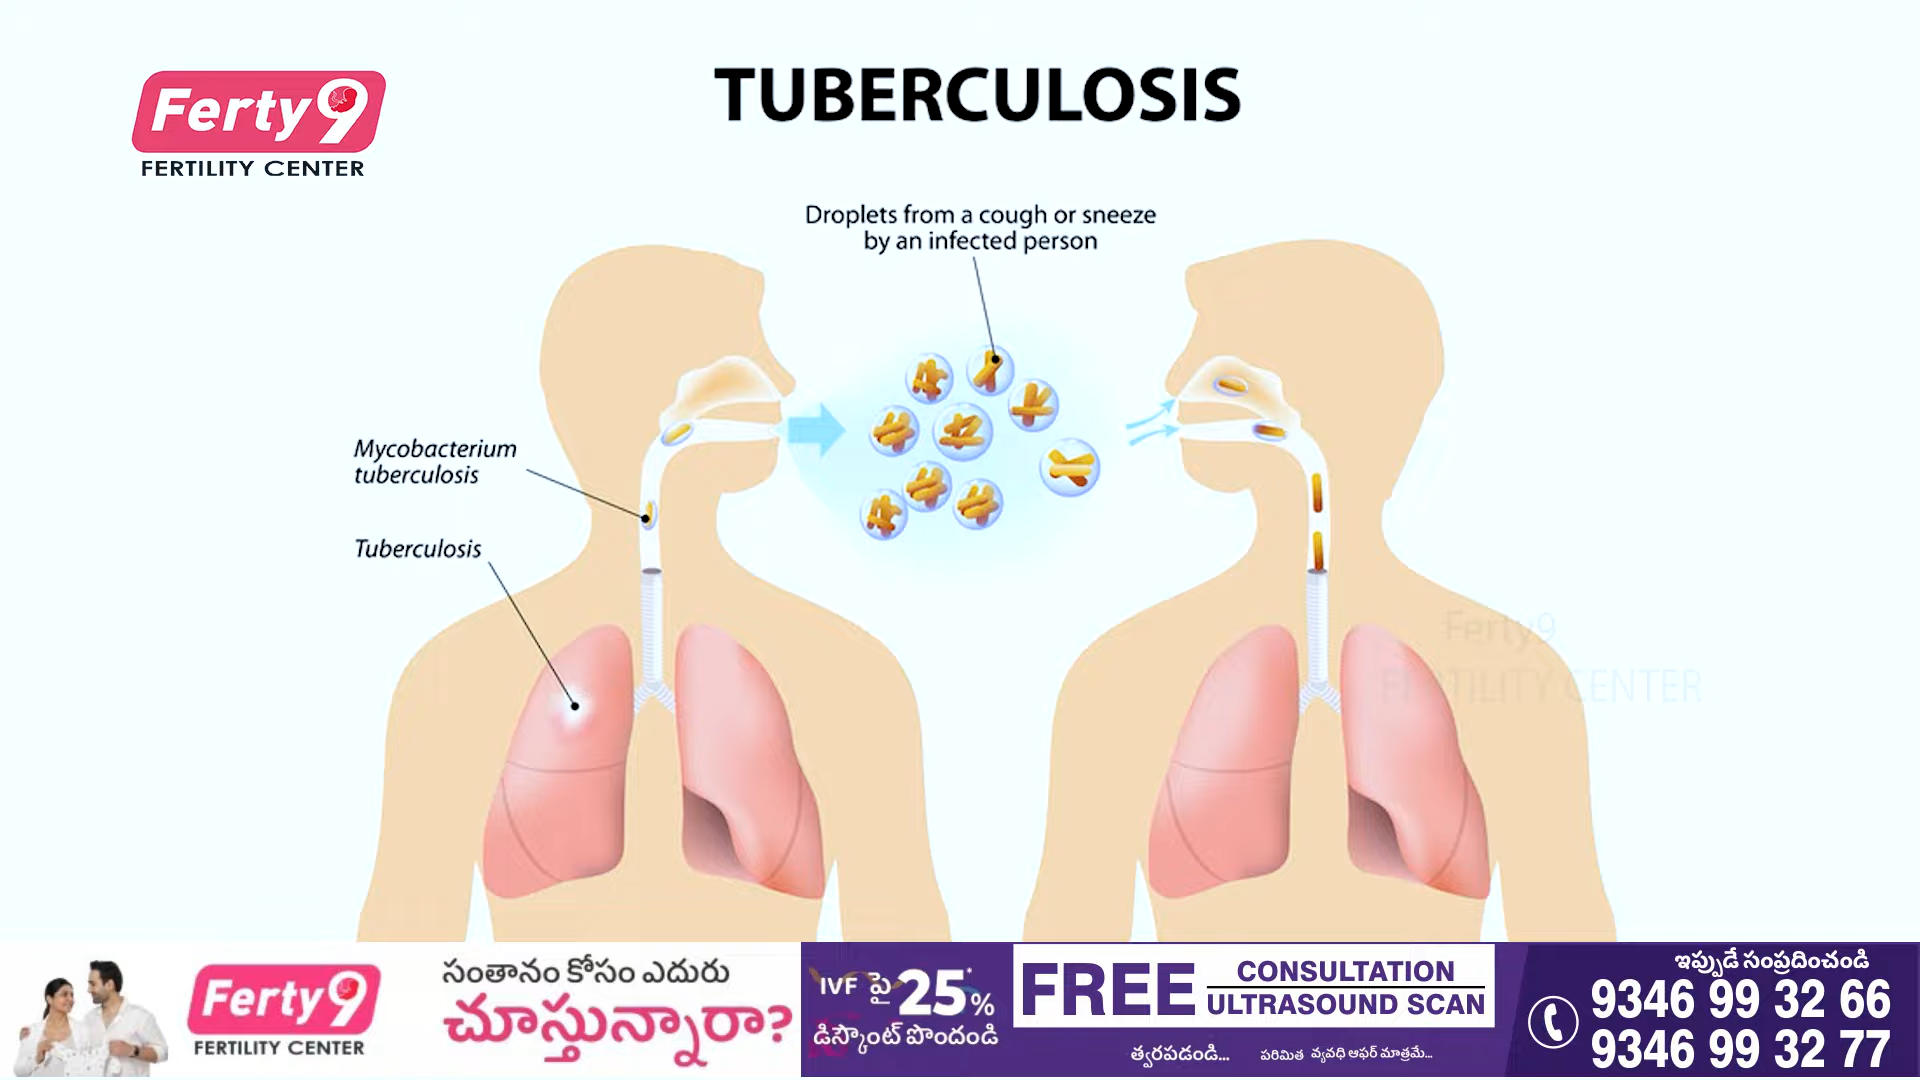 Ferty9
FERTILITY CENTER
TUBERCULOSIS
Droplets from a cough or sneeze
by an infected person
Mycobacterium
tuberculosis
Tuberculosis
Ferty9
FERTILITY CENTER
Ferty9
FERTILITY CENTER
సంతానం కోసం ఎదురు
చూస్తున్నారా?
IVF పై 25%*
డిస్కౌంట్ పొందండి
FREE CONSULTATION
ULTRASOUND SCAN
త్వరపడండి... పరిమిత వ్యవధి ఆఫర్ మాత్రమే...
ఇప్పుడే సంప్రదించండి
9346 99 32 66
9346 99 32 77